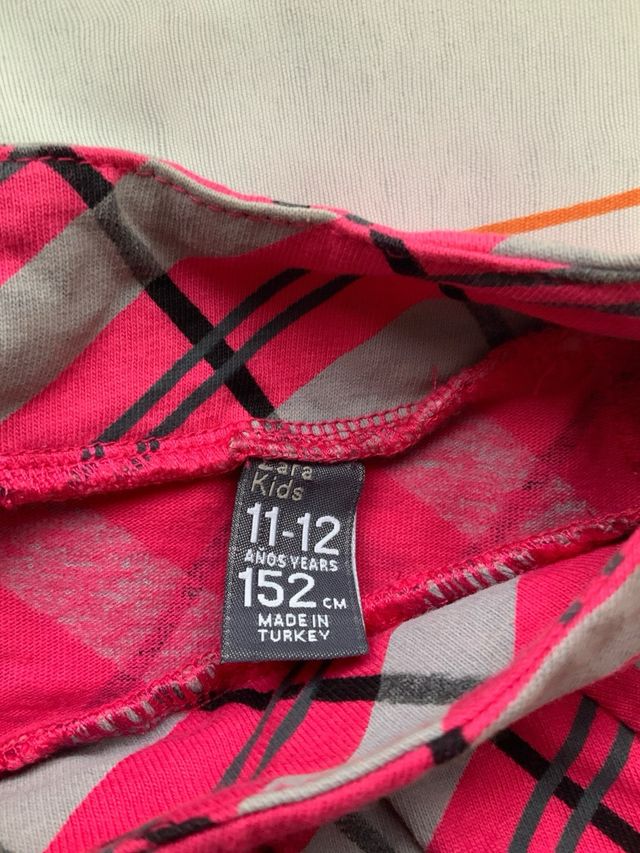 Zara
Kids
11-12
AÑOS YEARS
152 CM
MADE IN
TURKEY